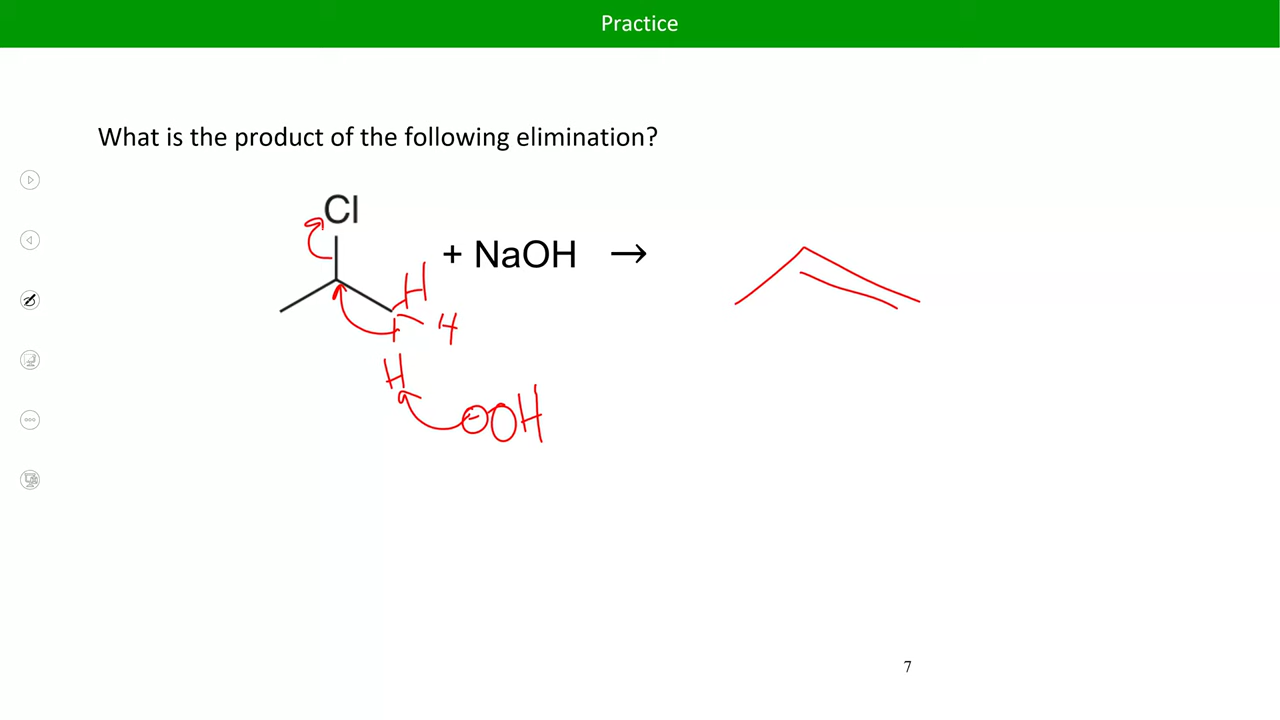 Practice
What is the product of the following elimination?
Cl
+ NaOH →
H
H
H
⊖OH
7